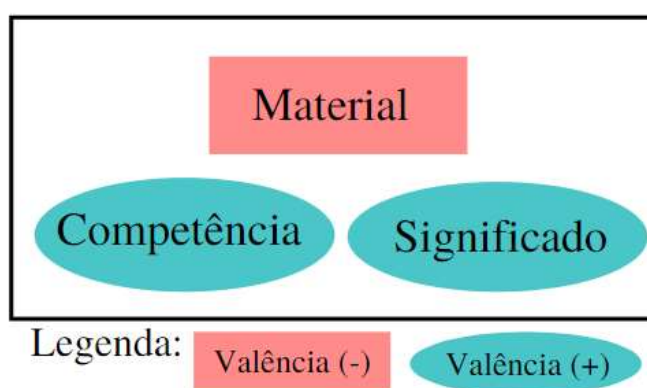 Material
Competência Significado
Legenda: Valência (-) Valência (+)